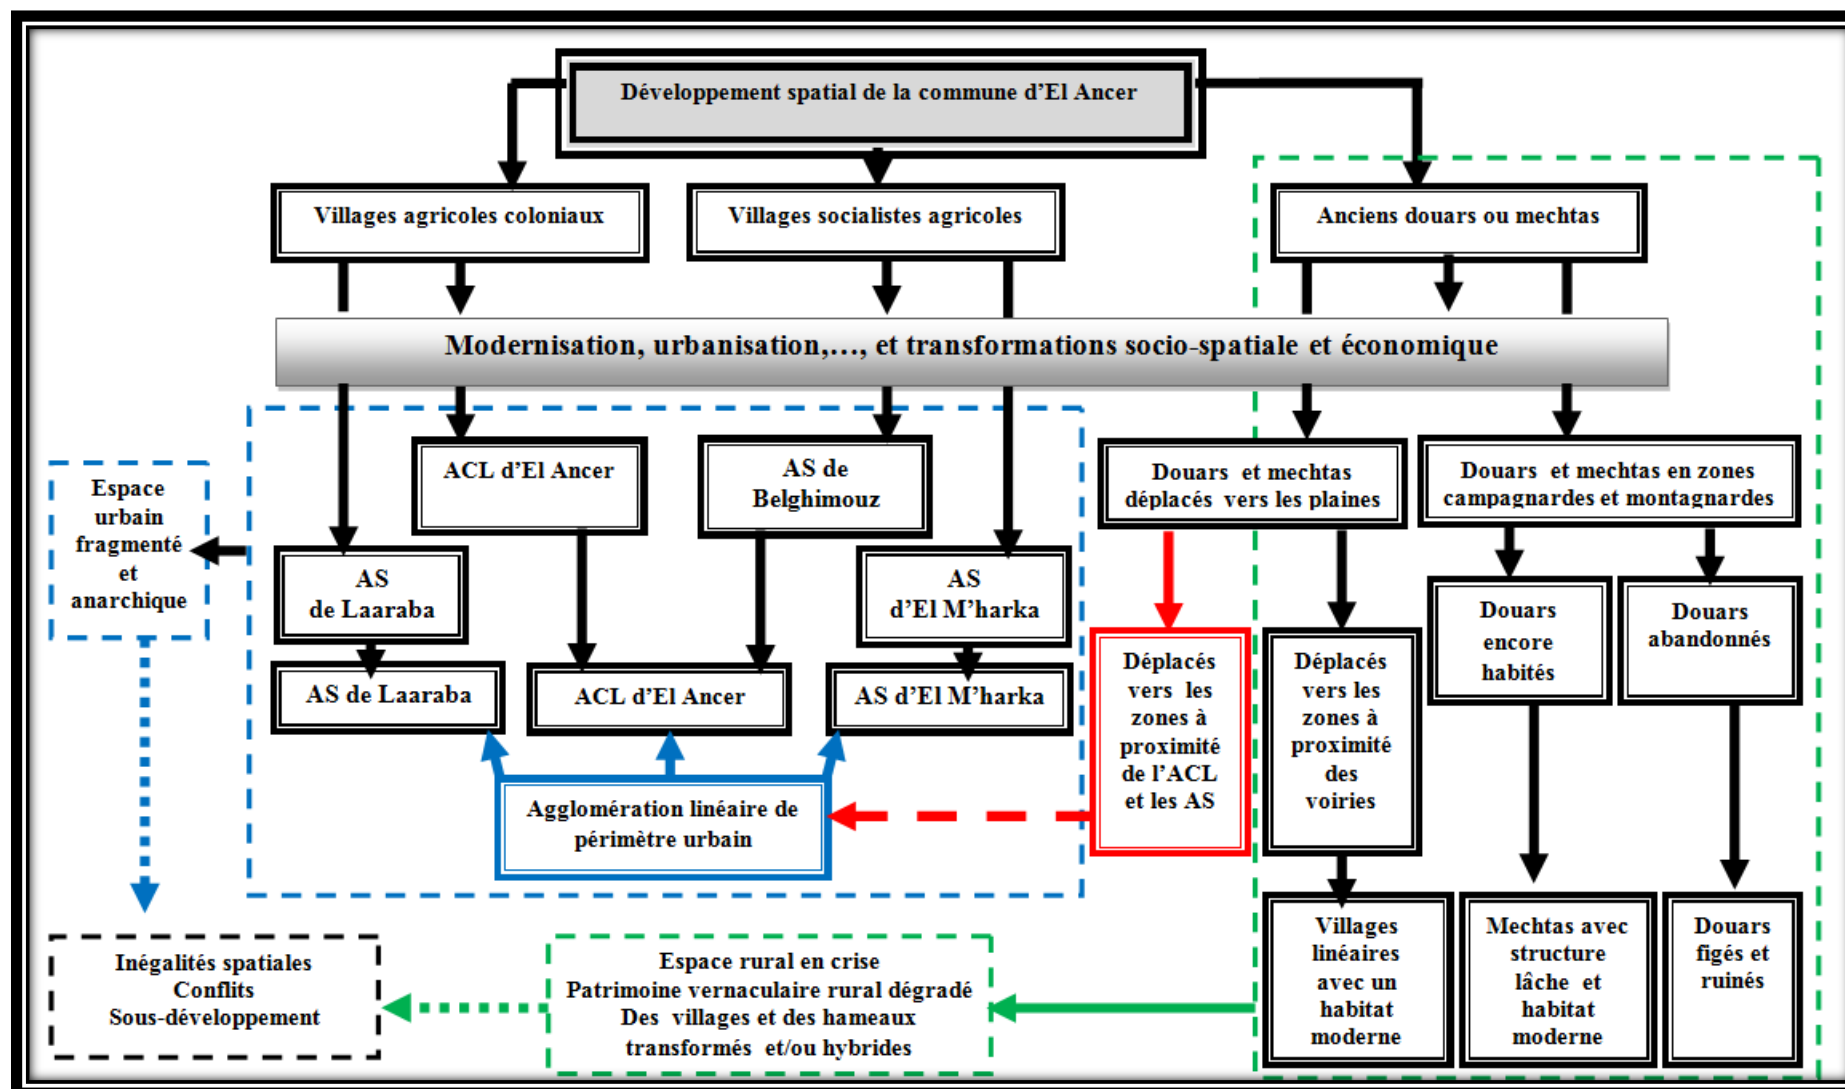 Développement spatial de la commune d'El Ancer
Villages agricoles coloniaux
Villages socialistes agricoles
Anciens douars ou mechtas
Modernisation, urbanisation,…, et transformations socio-spatiale et économique
ACL d'El Ancer
AS de
Belghimouz
Douars et mechtas
déplacés vers les plaines
Douars et mechtas en zones
campagnardes et montagnardes
Espace
urbain
fragmenté
et
anarchique
AS
de Laaraba
AS
d'El M'harka
Douars
encore
habités
Douars
abandonnés
AS de Laaraba
ACL d'El Ancer
AS d'El M'harka
Déplacés
vers les
zones à
proximité
de l'ACL
et les AS
Déplacés
vers les
zones à
proximité
des
voiries
Agglomération linéaire de
périmètre urbain
Inégalités spatiales
Conflits
Sous-développement
Espace rural en crise
Patrimoine vernaculaire rural dégradé
Des villages et des hameaux
transformés et/ou hybrides
Villages
linéaires
avec un
habitat
moderne
Mechtas avec
structure
lâche et
habitat
moderne
Douars
figés et
ruinés